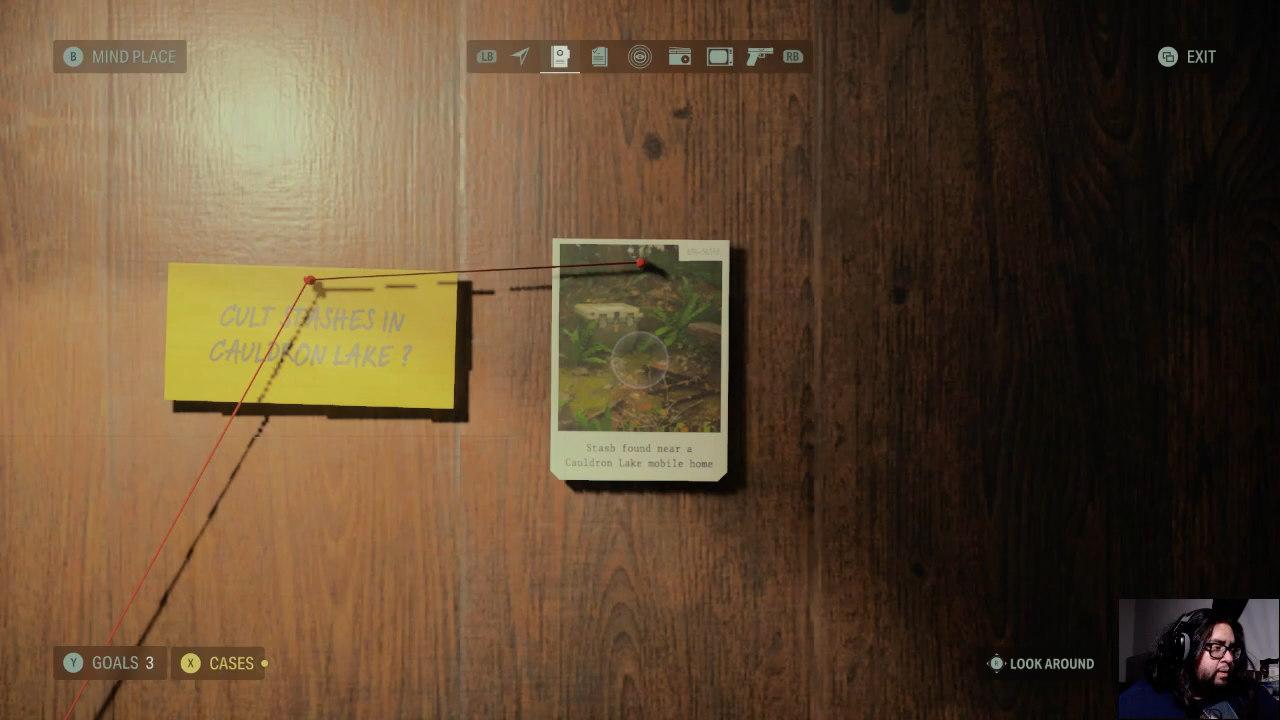 B MIND PLACE
LB
RB
EXIT
CULT STASHES IN
CAULDRON LAKE ?
Stash found near a
Cauldron Lake mobile home
Y GOALS 3
X CASES
R LOOK AROUND